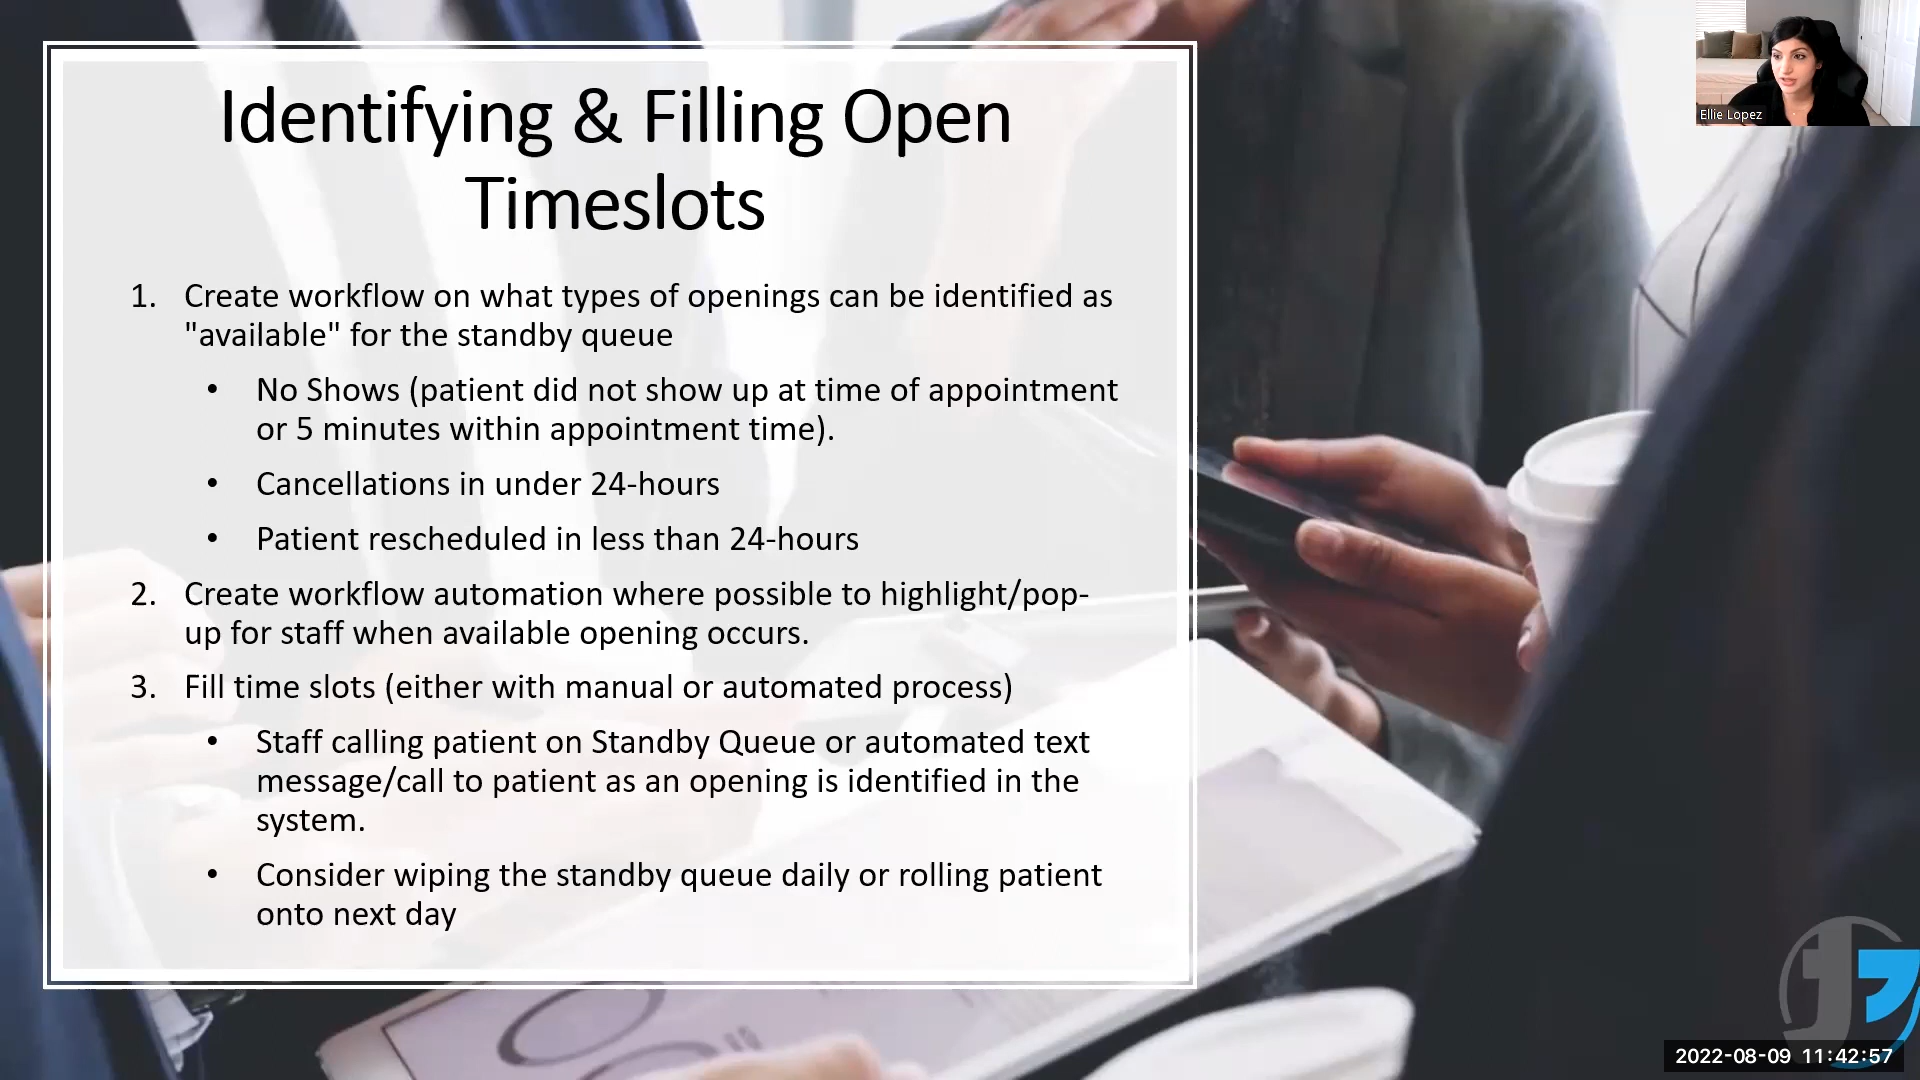 Identifying & Filling Open
Timeslots
1. Create workflow on what types of openings can be identified as
"available" for the standby queue
• No Shows (patient did not show up at time of appointment
or 5 minutes within appointment time).
• Cancellations in under 24-hours
• Patient rescheduled in less than 24-hours
2. Create workflow automation where possible to highlight/pop-
up for staff when available opening occurs.
3. Fill time slots (either with manual or automated process)
• Staff calling patient on Standby Queue or automated text
message/call to patient as an opening is identified in the
system.
• Consider wiping the standby queue daily or rolling patient
onto next day
Ellie Lopez
2022-08-09 11:42:57